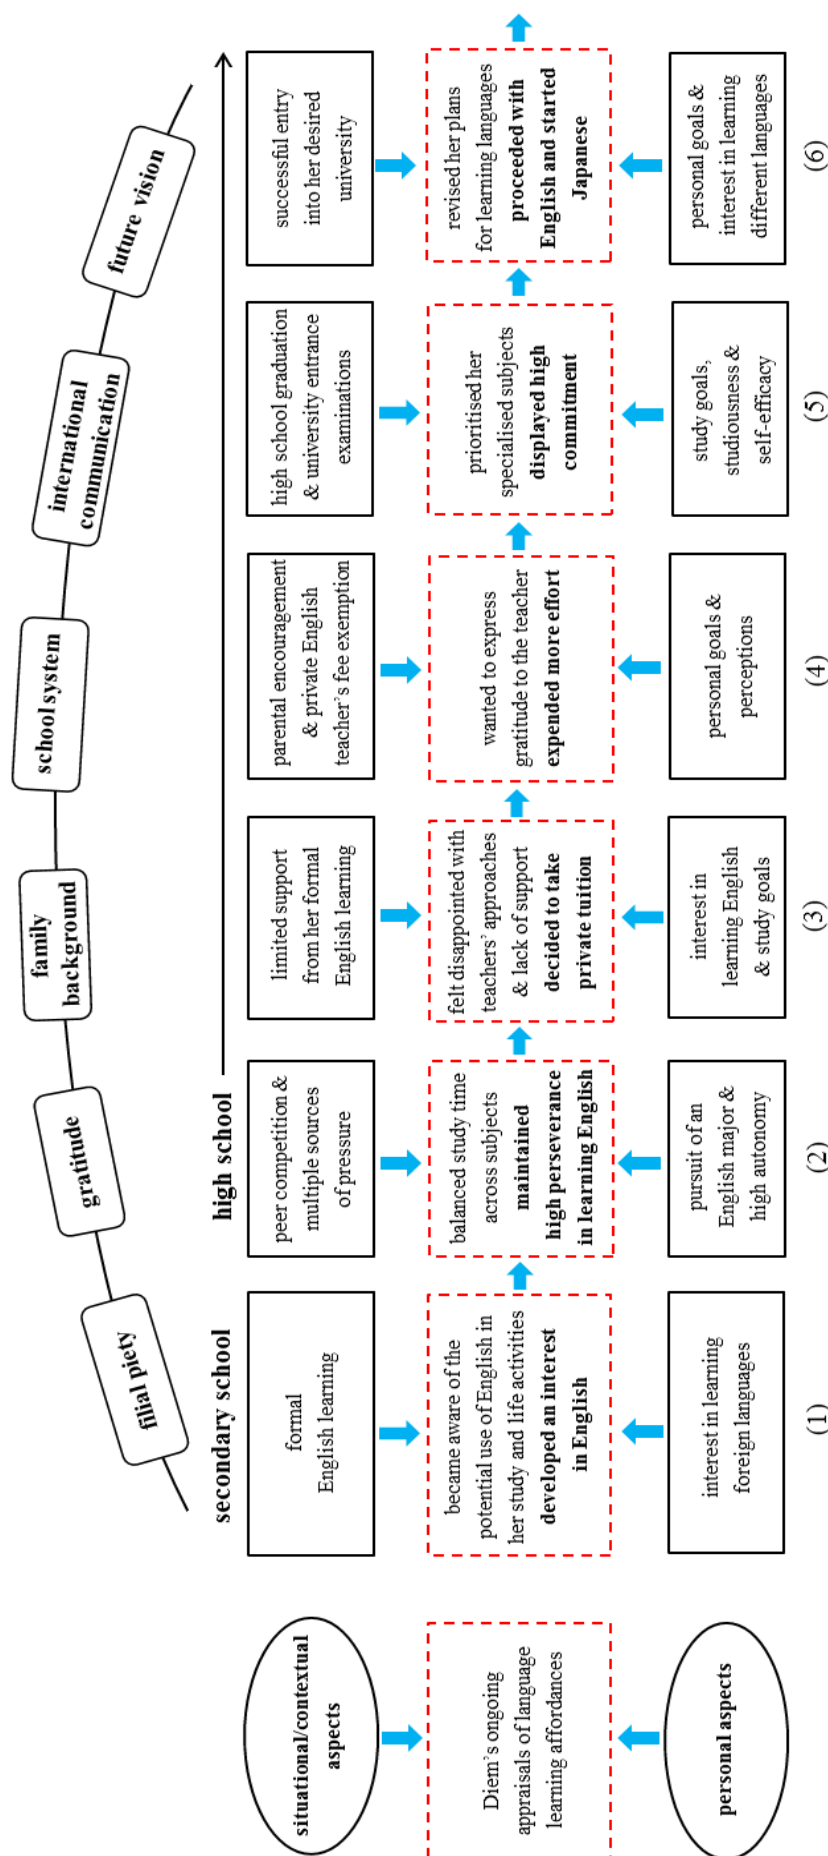 filial piety
gratitude
family
background
school system
international
communication
future vision
secondary school
high school
situational/contextual
aspects
formal
English learning
peer competition &
multiple sources
of pressure
limited support
from her formal
English learning
parental encouragement
& private English
teacher's fee exemption
high school graduation
& university entrance
examinations
successful entry
into her desired
university
Diem's ongoing
appraisals of language
learning affordances
became aware of the
potential use of English in
her study and life activities
developed an interest
in English
balanced study time
across subjects
maintained
high perseverance
in learning English
felt disappointed with
teachers' approaches
& lack of support
decided to take
private tuition
wanted to express
gratitude to the teacher
expended more effort
prioritised her
specialised subjects
displayed high
commitment
revised her plans
for learning languages
proceeded with
English and started
Japanese
personal aspects
interest in learning
foreign languages
pursuit of an
English major &
high autonomy
interest in
learning English
& study goals
personal goals &
perceptions
study goals,
studiousness &
self-efficacy
personal goals &
interest in learning
different languages
(1)
(2)
(3)
(4)
(5)
(6)